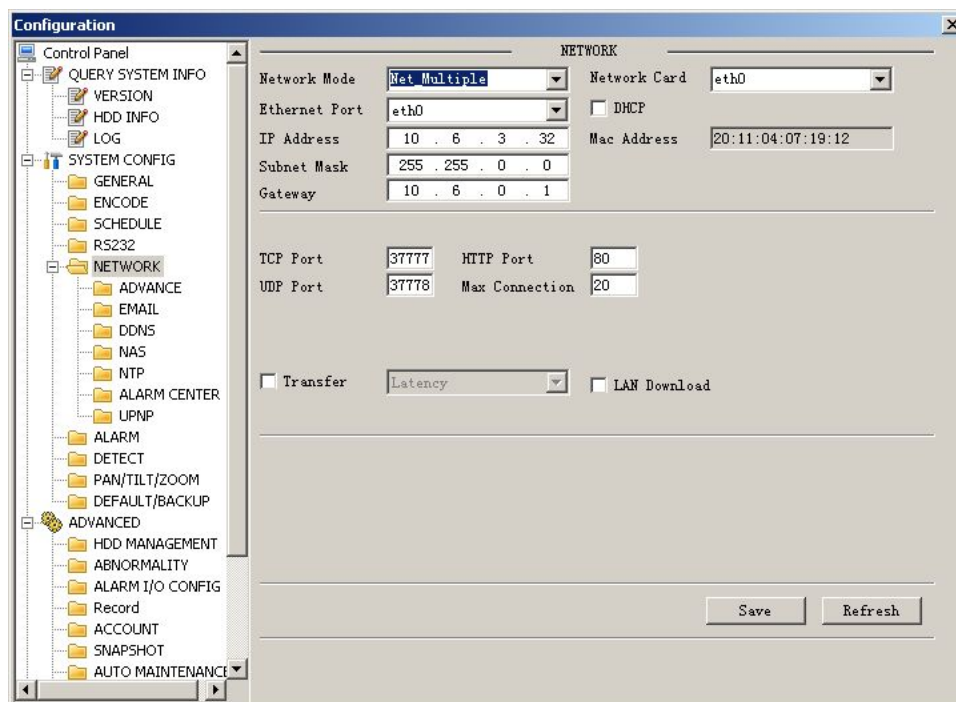 Configuration
Control Panel
QUERY SYSTEM INFO
VERSION
HDD INFO
LOG
SYSTEM CONFIG
GENERAL
ENCODE
SCHEDULE
RS232
NETWORK
ADVANCE
EMAIL
DDNS
NAS
NTP
ALARM CENTER
UPNP
ALARM
DETECT
PAN/TILT/ZOOM
DEFAULT/BACKUP
ADVANCED
HDD MANAGEMENT
ABNORMALITY
ALARM I/O CONFIG
Record
ACCOUNT
SNAPSHOT
AUTO MAINTENANCE
NETWORK
Network Mode Net_Multiple Network Card eth0
Ethernet Port eth0 DHCP
IP Address 10 . 6 . 3 . 32 Mac Address 20:11:04:07:19:12
Subnet Mask 255 . 255 . 0 . 0
Gateway 10 . 6 . 0 . 1
TCP Port 37777 HTTP Port 80
UDP Port 37778 Max Connection 20
Transfer Latency LAN Download
Save Refresh